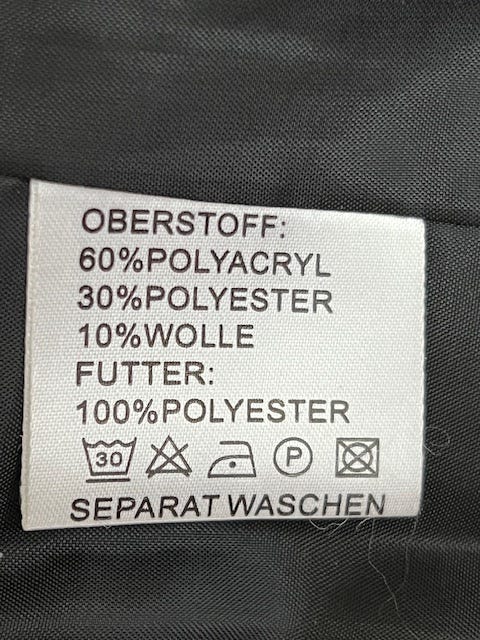 OBERSTOFF:
60%POLYACRYL
30%POLYESTER
10%WOLLE
FUTTER:
100%POLYESTER
30 P
SEPARAT WASCHEN